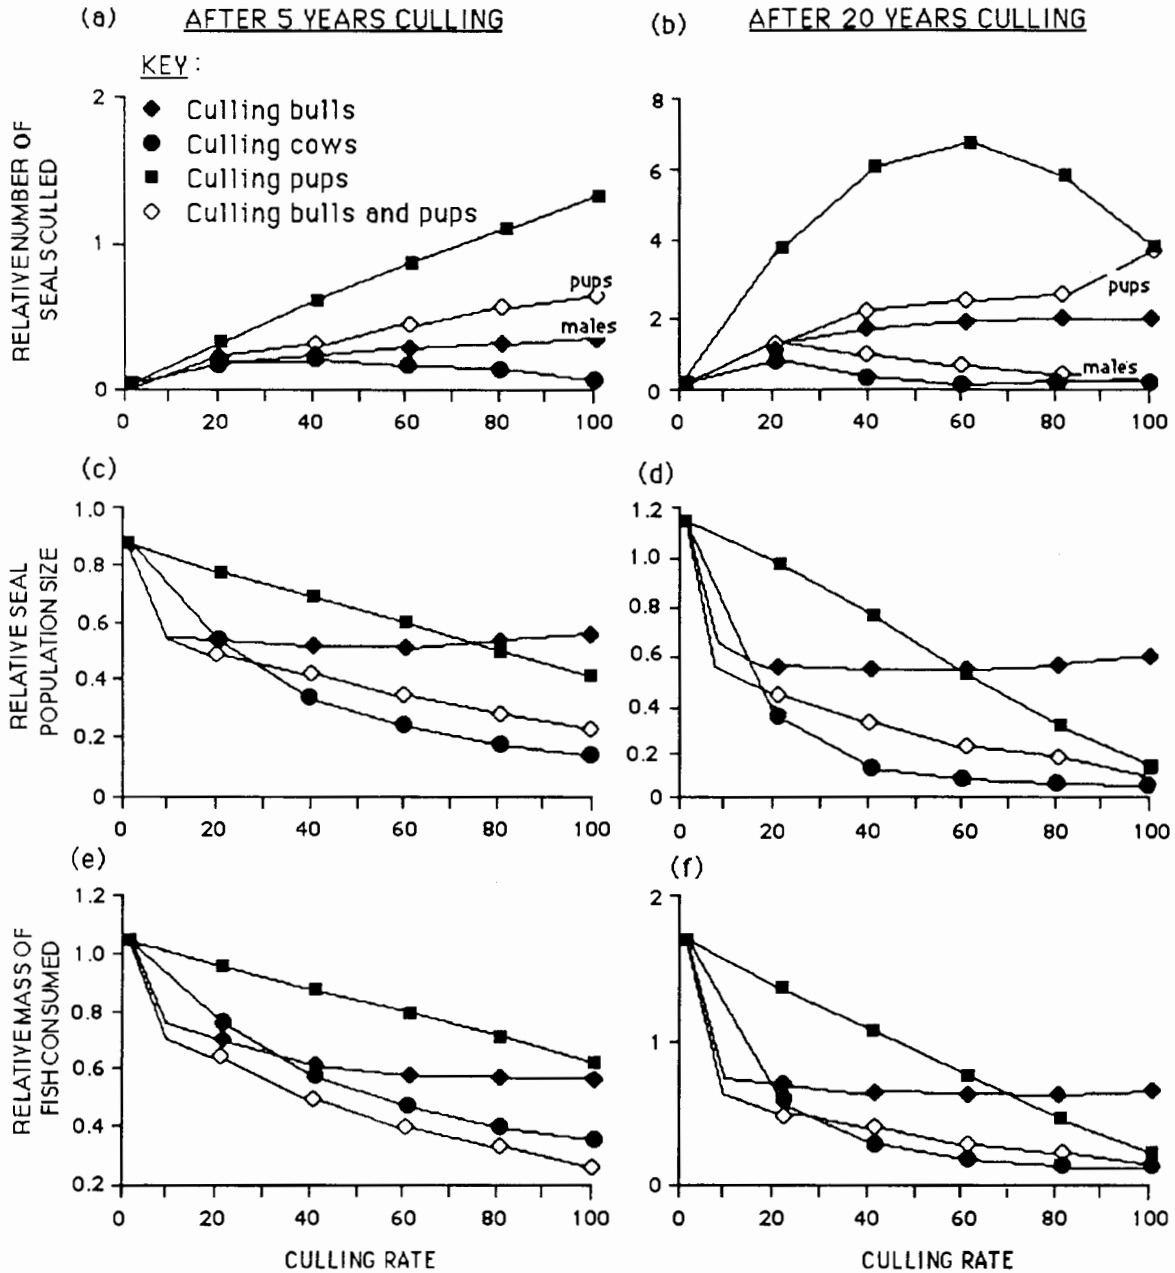 (a) AFTER 5 YEARS CULLING
(b) AFTER 20 YEARS CULLING
KEY :
Culling bulls
Culling cows
Culling pups
Culling bulls and pups
RELATIVE NUMBER OF
SEALS CULLED
2
1
0
pups
males
0 20 40 60 80 100
8
6
4
2
0
pups
males
0 20 40 60 80 100
(c)
RELATIVE SEAL
POPULATION SIZE
1.0
0.8
0.6
0.4
0.2
0
0 20 40 60 80 100
(d)
1.2
1.0
0.8
0.6
0.4
0.2
0
0 20 40 60 80 100
(e)
RELATIVE MASS OF
FISH CONSUMED
1.2
1.0
0.8
0.6
0.4
0.2
0 20 40 60 80 100
CULLING RATE
(f)
2
1
0
0 20 40 60 80 100
CULLING RATE